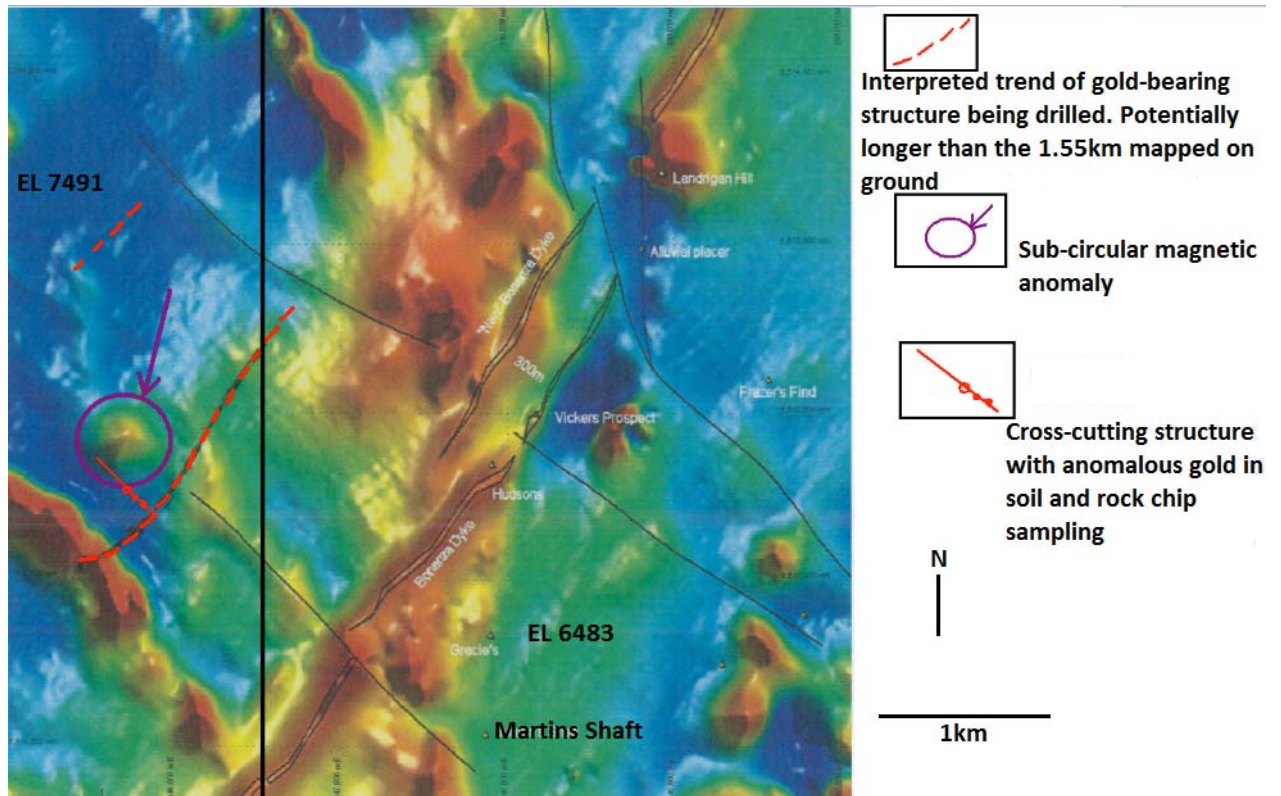 EL 7491
Landrigan Hill
Alluvial placer
"New" Bonanza Dyke
300m
Frazer's Find
Vickers Prospect
Hudsons
Bonanza Dyke
EL 6483
Gracie's
Martins Shaft
Interpreted trend of gold-bearing
structure being drilled. Potentially
longer than the 1.55km mapped on
ground
Sub-circular magnetic
anomaly
Cross-cutting structure
with anomalous gold in
soil and rock chip
sampling
N
1km